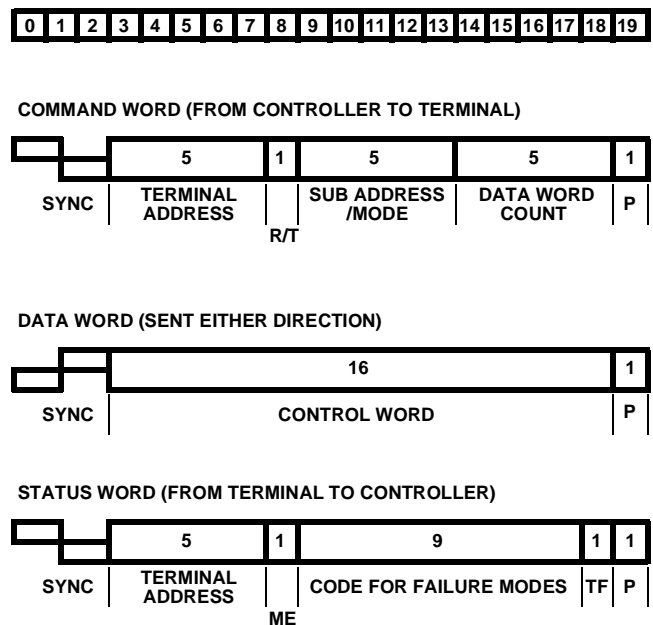 0 1 2 3 4 5 6 7 8 9 10 11 12 13 14 15 16 17 18 19
COMMAND WORD (FROM CONTROLLER TO TERMINAL)
5 1 5 5 1
SYNC TERMINAL ADDRESS R/T SUB ADDRESS /MODE DATA WORD COUNT P
DATA WORD (SENT EITHER DIRECTION)
16 1
SYNC CONTROL WORD P
STATUS WORD (FROM TERMINAL TO CONTROLLER)
5 1 9 1 1
SYNC TERMINAL ADDRESS ME CODE FOR FAILURE MODES TF P